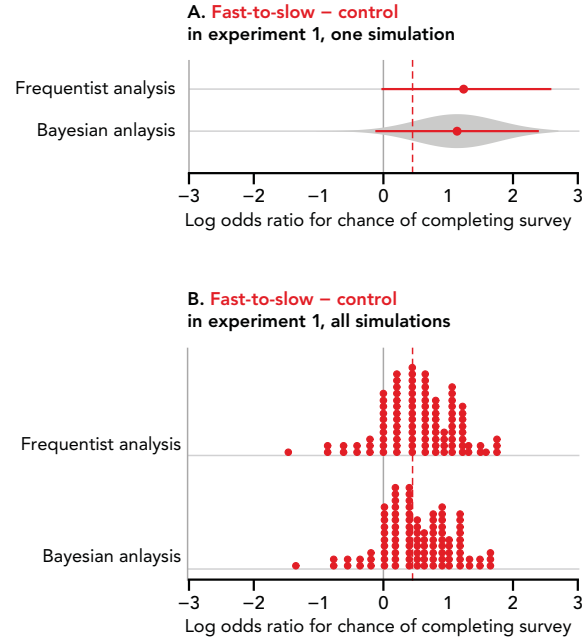 A. Fast-to-slow – control
in experiment 1, one simulation
Frequentist analysis
Bayesian anlaysis
−3 −2 −1 0 1 2 3
Log odds ratio for chance of completing survey
B. Fast-to-slow – control
in experiment 1, all simulations
Frequentist analysis
Bayesian anlaysis
−3 −2 −1 0 1 2 3
Log odds ratio for chance of completing survey